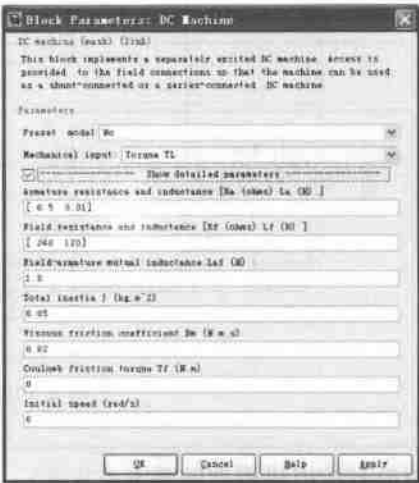 Block Parameters: DC Machine
DC machine (mask) (link)
This block implements a separately excited DC machine. Access is
provided to the field connections so that the machine can be used
as a shunt-connected or a series-connected DC machine
Parameters
Preset model: No
Mechanical input: Torque TL
Show detailed parameters
Armature resistance and inductance [Ra (ohms) La (H) ]
[ 0.5 0.01]
Field resistance and inductance [Rf (ohms) Lf (H) ]
[ 240 120]
Field-armature mutual inductance Laf (H) :
Total inertia J (kg.m^2)
0.05
Viscous friction coefficient Bm (N.m.s)
0.02
Coulomb friction torque Tf (N.m)
0
Initial speed (rad/s)
OK Cancel Help Apply